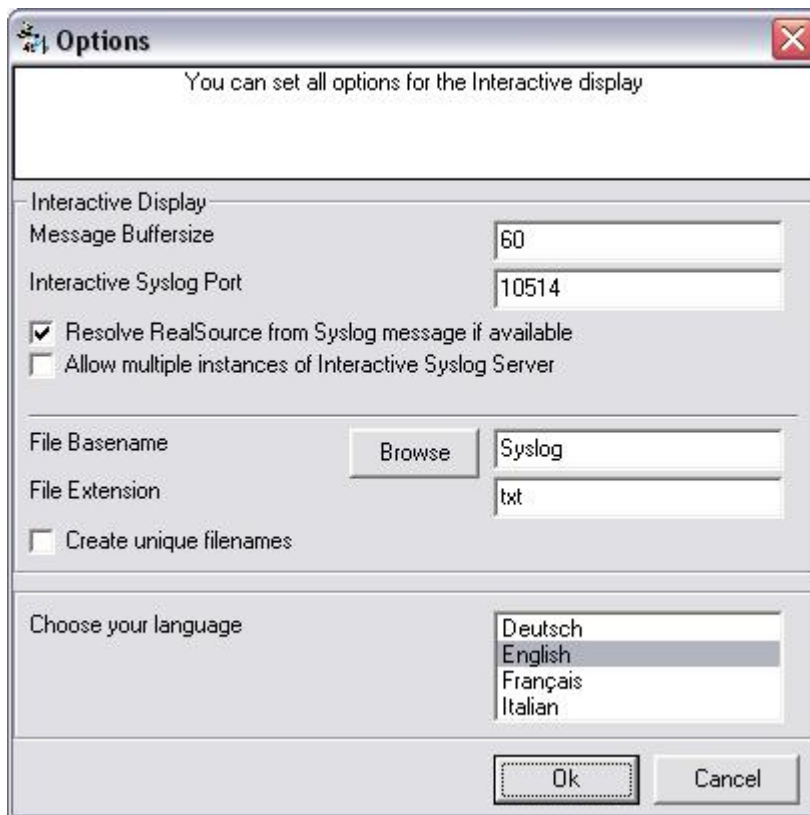 Options
You can set all options for the Interactive display
Interactive Display
Message Buffersize
60
Interactive Syslog Port
10514
Resolve RealSource from Syslog message if available
Allow multiple instances of Interactive Syslog Server
File Basename
Browse
Syslog
File Extension
txt
Create unique filenames
Choose your language
Deutsch
English
Français
Italian
Ok
Cancel